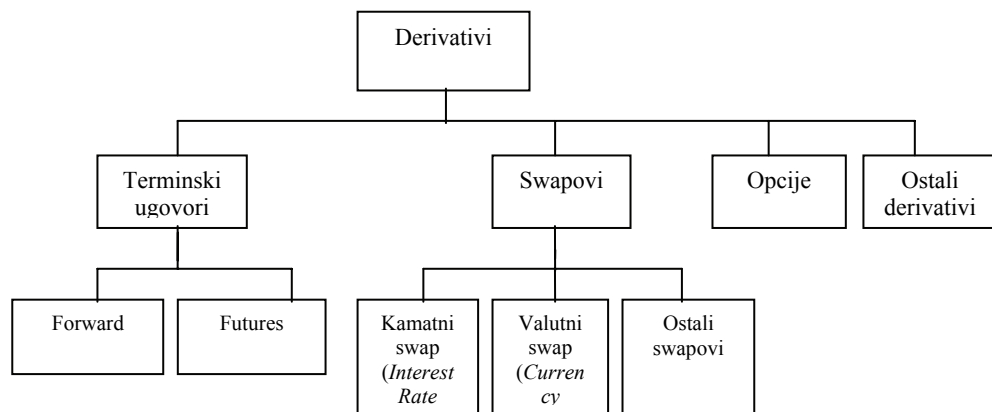 Derivativi
Terminski
ugovori
Swapovi
Opcije
Ostali
derivativi
Forward
Futures
Kamatni
swap
(Interest
Rate
Valutni
swap
(Curren
cy
Ostali
swapovi